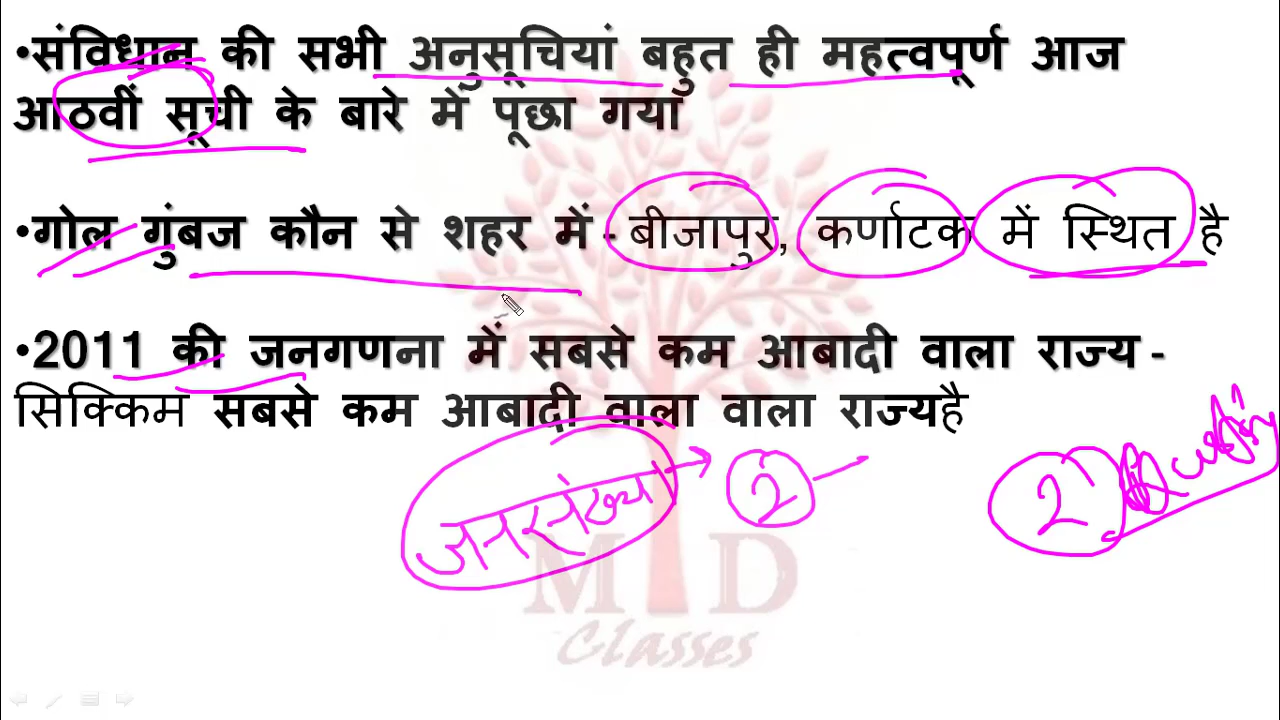 •संविधान की सभी अनुसूचियां बहुत ही महत्वपूर्ण आज
आठवीं सूची के बारे में पूछा गया
•गोल गुंबज कौन से शहर में - बीजापुर, कर्णाटक में स्थित है
•2011 की जनगणना में सबसे कम आबादी वाला राज्य -
सिक्किम सबसे कम आबादी वाला वाला राज्यहै
जनसंख्या → 2
2
M D
Classes